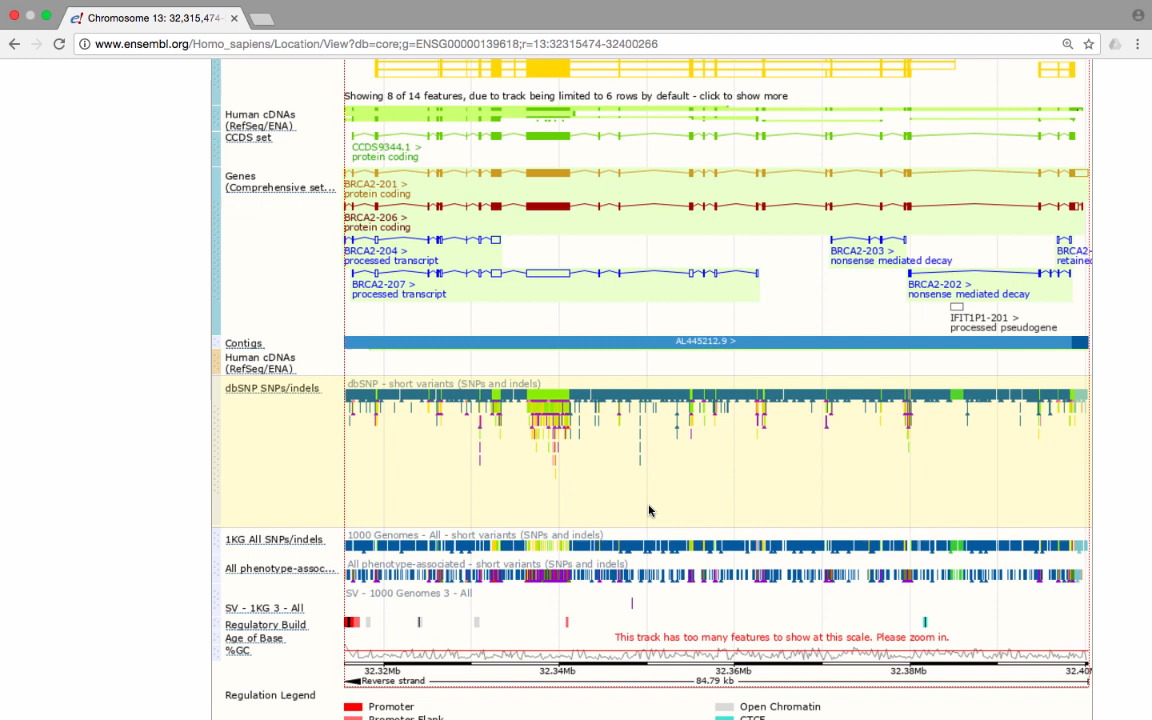 Chromosome 13: 32,315,474-
www.ensembl.org/Homo_sapiens/Location/View?db=core;g=ENSG00000139618;r=13:32315474-32400266
Showing 8 of 14 features, due to track being limited to 6 rows by default - click to show more
Human cDNAs
(RefSeq/ENA)
CCDS set
CCDS9344.1 >
protein coding
Genes
(Comprehensive set...
BRCA2-201 >
protein coding
BRCA2-206 >
protein coding
BRCA2-204 >
processed transcript
BRCA2-203 >
nonsense mediated decay
BRCA2-
retaine
BRCA2-207 >
processed transcript
BRCA2-202 >
nonsense mediated decay
IFIT1P1-201 >
processed pseudogene
Contigs
AL445212.9 >
Human cDNAs
(RefSeq/ENA)
dbSNP SNPs/indels
dbSNP - short variants (SNPs and indels)
1KG All SNPs/indels
1000 Genomes - All - short variants (SNPs and indels)
All phenotype-assoc...
All phenotype-associated - short variants (SNPs and indels)
SV - 1000 Genomes 3 - All
SV - 1KG 3 - All
Regulatory Build
Age of Base
This track has too many features to show at this scale. Please zoom in.
%GC
32.32Mb 32.34Mb 32.36Mb 32.38Mb 32.40
Reverse strand 84.79 kb
Regulation Legend
Promoter
Open Chromatin
Promoter Flank
CTCF